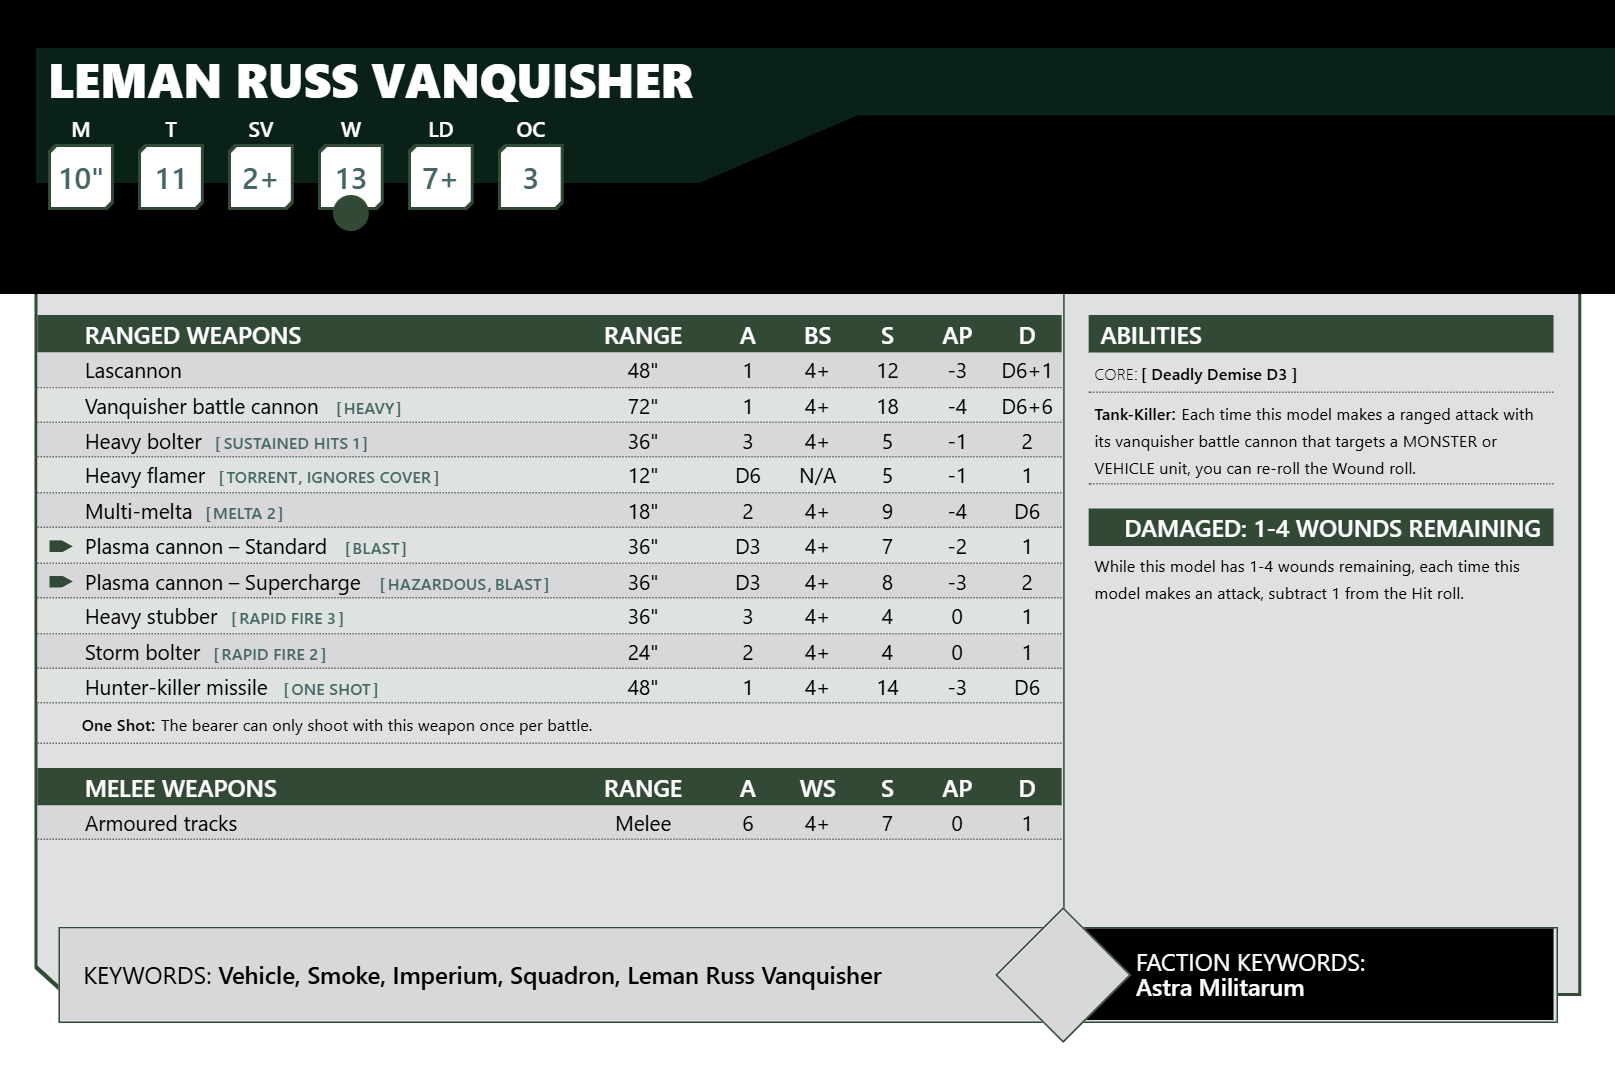 LEMAN RUSS VANQUISHER
M T SV W LD OC
10" 11 2+ 13 7+ 3
RANGED WEAPONS RANGE A BS S AP D
Lascannon 48" 1 4+ 12 -3 D6+1
Vanquisher battle cannon [HEAVY] 72" 1 4+ 18 -4 D6+6
Heavy bolter [SUSTAINED HITS 1] 36" 3 4+ 5 -1 2
Heavy flamer [TORRENT, IGNORES COVER] 12" D6 N/A 5 -1 1
Multi-melta [MELTA 2] 18" 2 4+ 9 -4 D6
Plasma cannon – Standard [BLAST] 36" D3 4+ 7 -2 1
Plasma cannon – Supercharge [HAZARDOUS, BLAST] 36" D3 4+ 8 -3 2
Heavy stubber [RAPID FIRE 3] 36" 3 4+ 4 0 1
Storm bolter [RAPID FIRE 2] 24" 2 4+ 4 0 1
Hunter-killer missile [ONE SHOT] 48" 1 4+ 14 -3 D6
One Shot: The bearer can only shoot with this weapon once per battle.
MELEE WEAPONS RANGE A WS S AP D
Armoured tracks Melee 6 4+ 7 0 1
ABILITIES
CORE: [ Deadly Demise D3 ]
Tank-Killer: Each time this model makes a ranged attack with
its vanquisher battle cannon that targets a MONSTER or
VEHICLE unit, you can re-roll the Wound roll.
DAMAGED: 1-4 WOUNDS REMAINING
While this model has 1-4 wounds remaining, each time this
model makes an attack, subtract 1 from the Hit roll.
KEYWORDS: Vehicle, Smoke, Imperium, Squadron, Leman Russ Vanquisher
FACTION KEYWORDS:
Astra Militarum